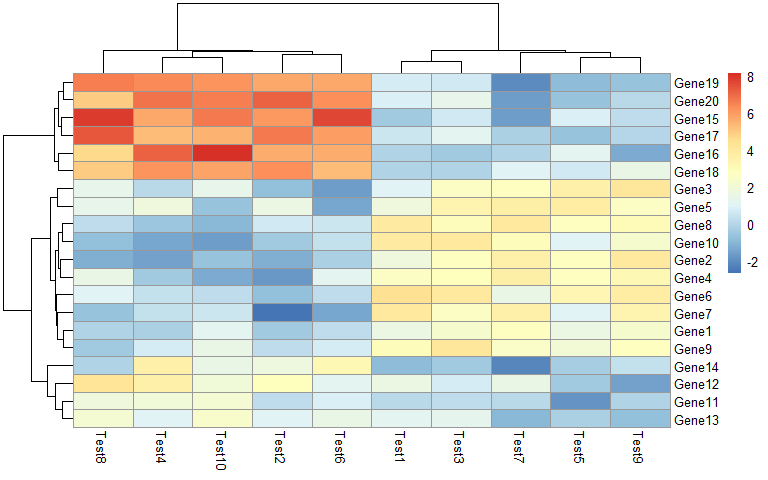 Gene19
Gene20
Gene15
Gene17
Gene16
Gene18
Gene3
Gene5
Gene8
Gene10
Gene2
Gene4
Gene6
Gene7
Gene1
Gene9
Gene14
Gene12
Gene11
Gene13
Test8
Test4
Test10
Test2
Test6
Test1
Test3
Test7
Test5
Test9
8
6
4
2
0
-2